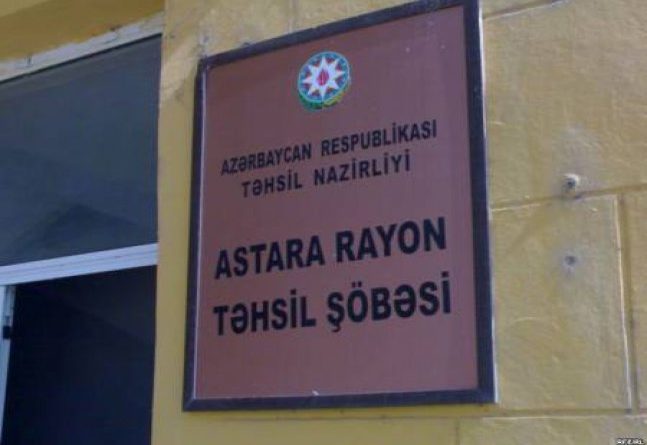 AZƏRBAYCAN RESPUBLİKASI
TƏHSİL NAZİRLİYİ
ASTARA RAYON
TƏHSİL ŞÖBƏSİ